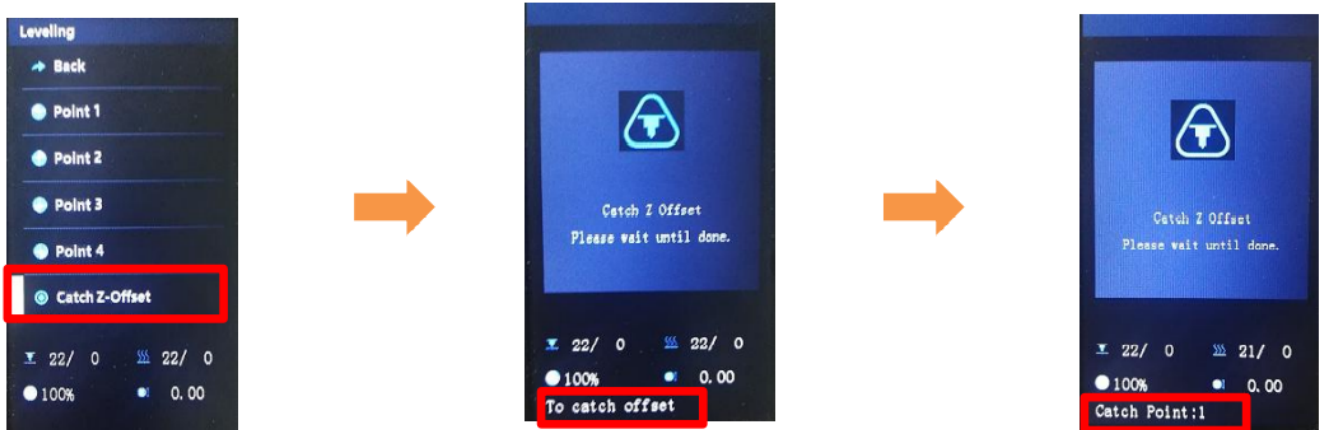 Leveling
Back
Point 1
Point 2
Point 3
Point 4
Catch Z-Offset
22/ 0 22/ 0
100% 0.00
Catch Z Offset
Please wait until done.
22/ 0 22/ 0
100% 0.00
To catch offset
Catch Z Offset
Please wait until done.
22/ 0 21/ 0
100% 0.00
Catch Point:1